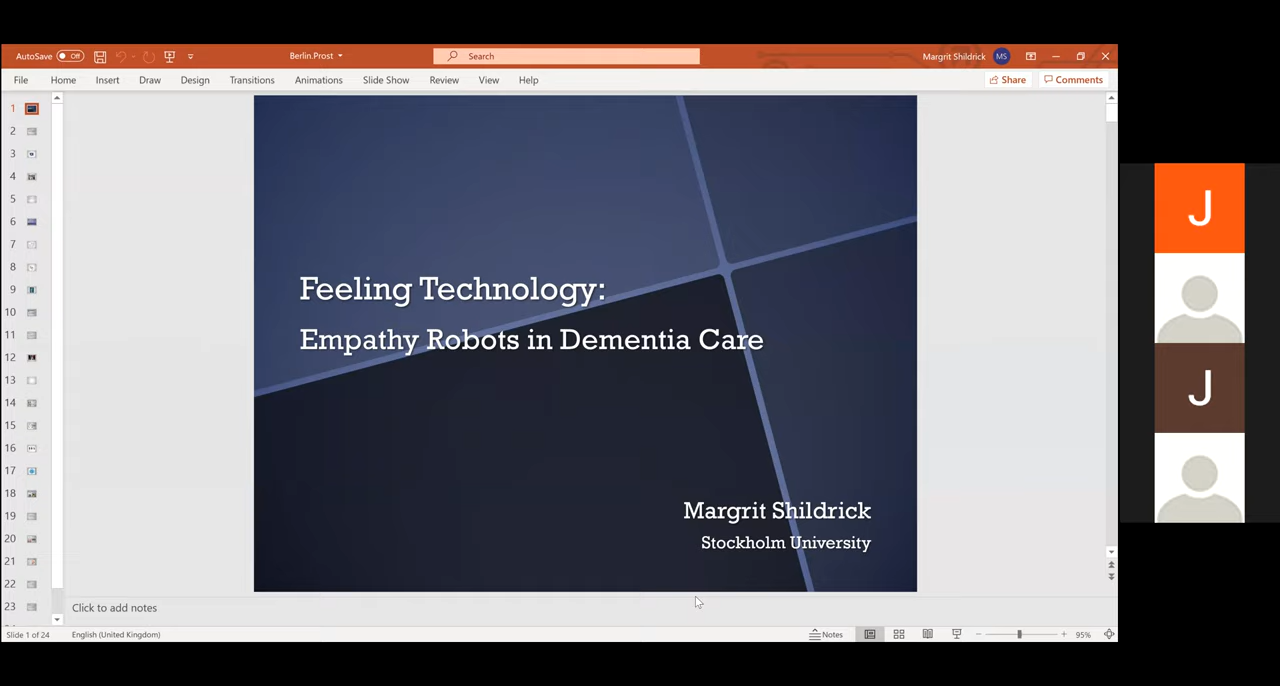 AutoSave Off
Berlin.Prost
Search
Margrit Shildrick MS
File Home Insert Draw Design Transitions Animations Slide Show Review View Help
Share Comments
1
2
3
4
5
6
7
8
9
10
11
12
13
14
15
16
17
18
19
20
21
22
23
Feeling Technology:
Empathy Robots in Dementia Care
Margrit Shildrick
Stockholm University
J
J
Click to add notes
Slide 1 of 24 English (United Kingdom) Notes 95%